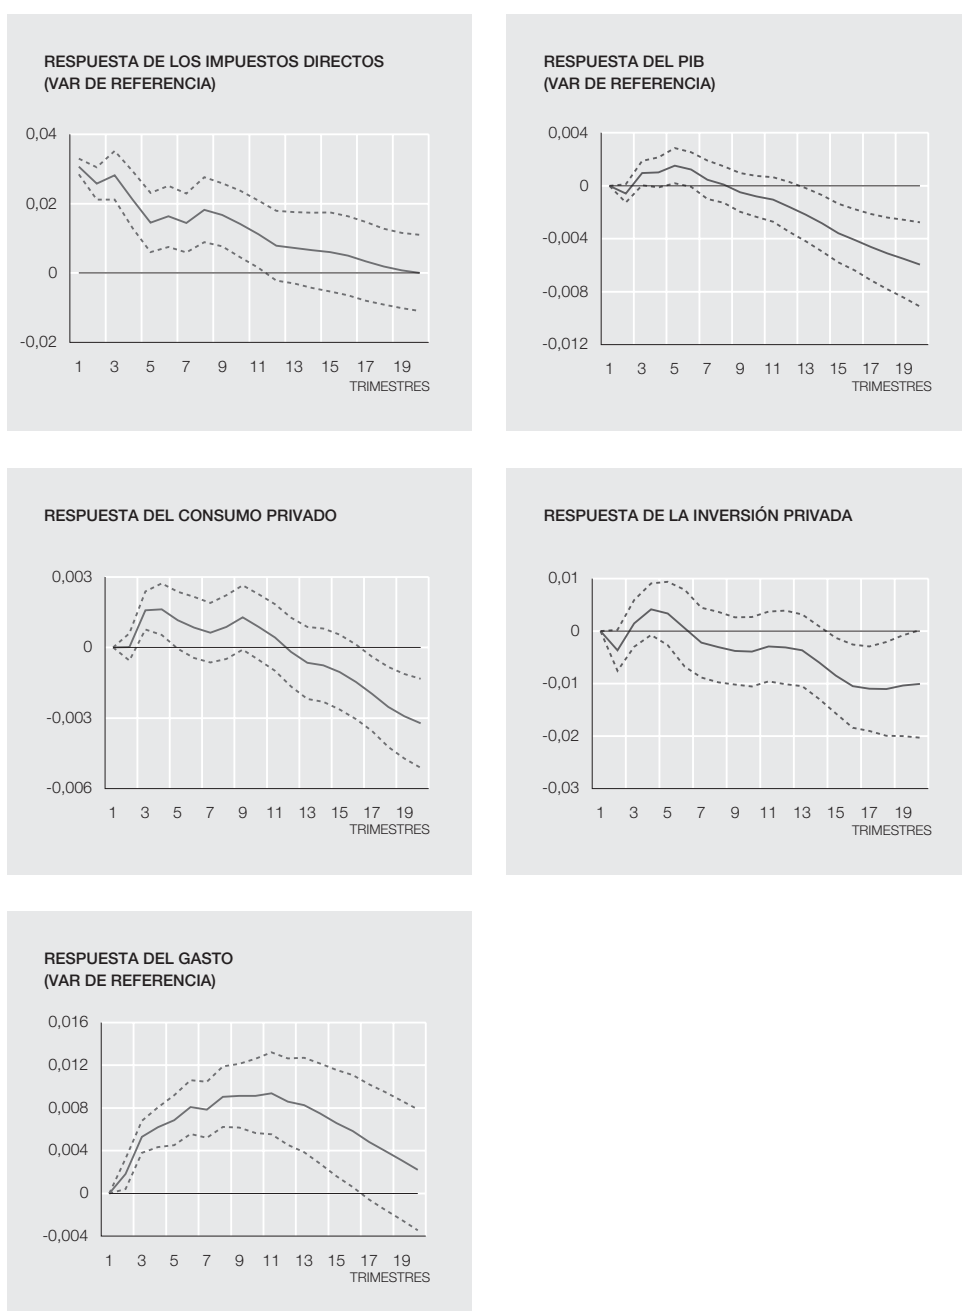 RESPUESTA DE LOS IMPUESTOS DIRECTOS
(VAR DE REFERENCIA)
0,04
0,02
0
-0,02
1 3 5 7 9 11 13 15 17 19
TRIMESTRES
RESPUESTA DEL PIB
(VAR DE REFERENCIA)
0,004
0
-0,004
-0,008
-0,012
1 3 5 7 9 11 13 15 17 19
TRIMESTRES
RESPUESTA DEL CONSUMO PRIVADO
0,003
0
-0,003
-0,006
1 3 5 7 9 11 13 15 17 19
TRIMESTRES
RESPUESTA DE LA INVERSIÓN PRIVADA
0,01
0
-0,01
-0,02
-0,03
1 3 5 7 9 11 13 15 17 19
TRIMESTRES
RESPUESTA DEL GASTO
(VAR DE REFERENCIA)
0,016
0,012
0,008
0,004
0
-0,004
1 3 5 7 9 11 13 15 17 19
TRIMESTRES